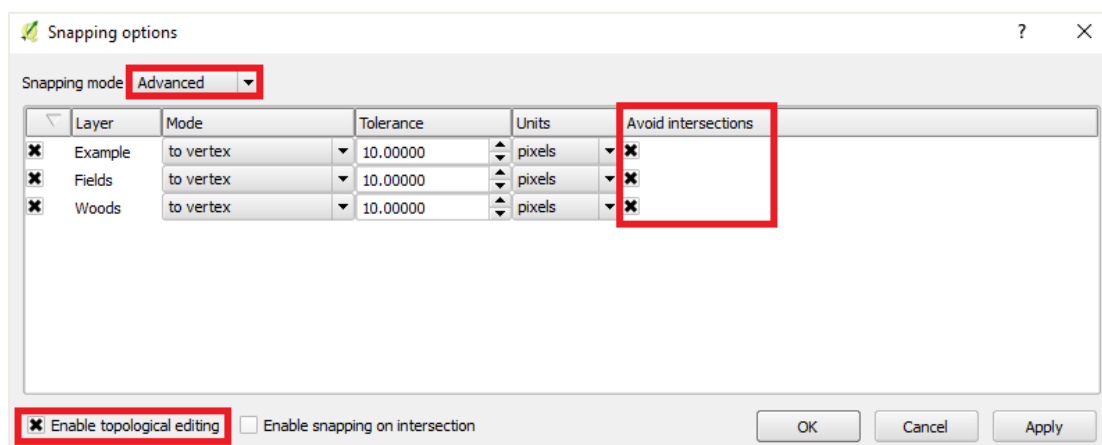 Snapping options ?
Snapping mode Advanced
Layer Mode Tolerance Units Avoid intersections
Example to vertex 10.00000 pixels
Fields to vertex 10.00000 pixels
Woods to vertex 10.00000 pixels
Enable topological editing Enable snapping on intersection OK Cancel Apply